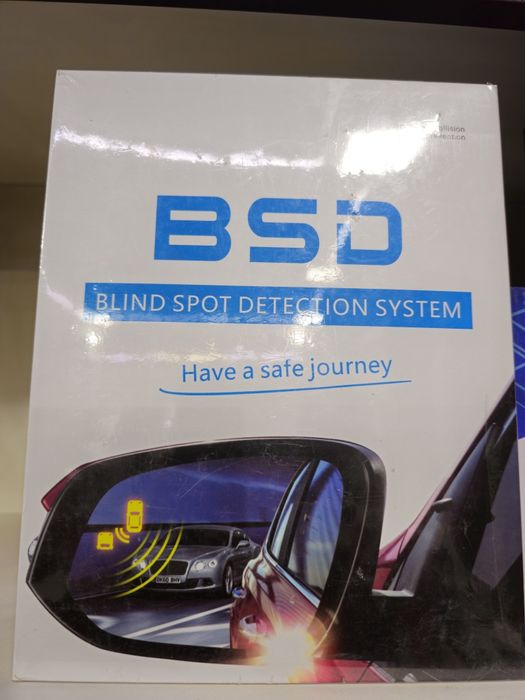 BSD
BLIND SPOT DETECTION SYSTEM
Have a safe journey